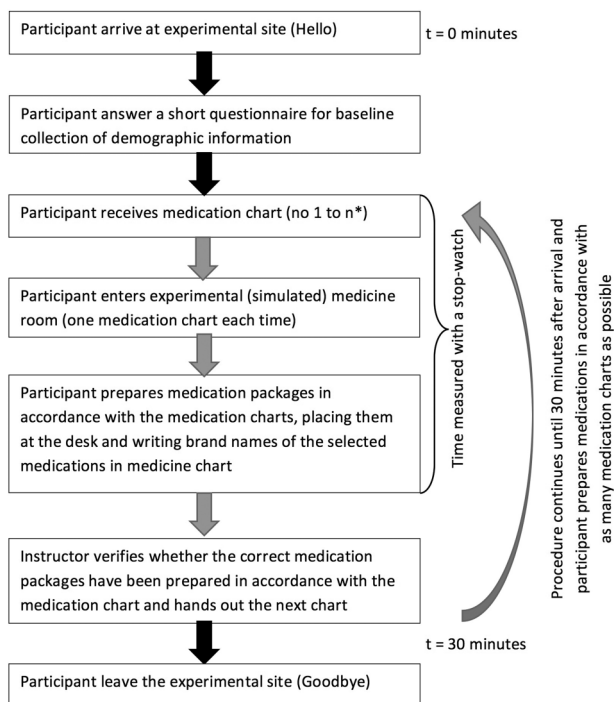 Participant arrive at experimental site (Hello)
t = 0 minutes
Participant answer a short questionnaire for baseline
collection of demographic information
Participant receives medication chart (no 1 to n*)
Participant enters experimental (simulated) medicine
room (one medication chart each time)
Participant prepares medication packages in
accordance with the medication charts, placing them
at the desk and writing brand names of the selected
medications in medicine chart
Time measured with a stop-watch
Procedure continues until 30 minutes after arrival and
participant prepares medications in accordance with
as many medication charts as possible
Instructor verifies whether the correct medication
packages have been prepared in accordance with the
medication chart and hands out the next chart
t = 30 minutes
Participant leave the experimental site (Goodbye)